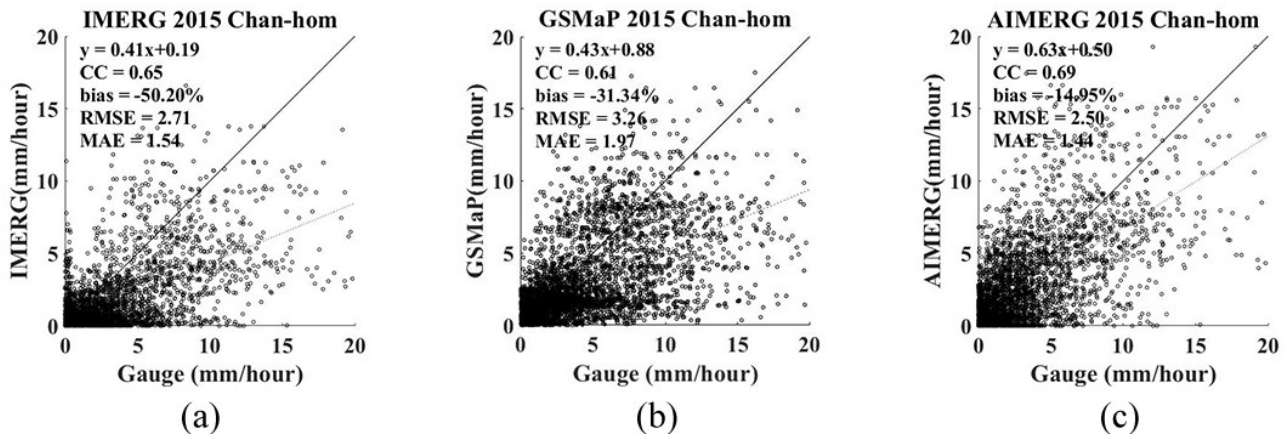 IMERG 2015 Chan-hom
y = 0.41x+0.19
CC = 0.65
bias = -50.20%
RMSE = 2.71
MAE = 1.54
IMERG(mm/hour)
20
15
10
5
0
0 5 10 15 20
Gauge (mm/hour)
(a)
GSMaP 2015 Chan-hom
y = 0.43x+0.88
CC = 0.61
bias = -31.34%
RMSE = 3.26
MAE = 1.97
GSMaP(mm/hour)
20
15
10
5
0
0 5 10 15 20
Gauge (mm/hour)
(b)
AIMERG 2015 Chan-hom
y = 0.63x+0.50
CC = 0.69
bias = -14.95%
RMSE = 2.50
MAE = 1.44
AIMERG(mm/hour)
20
15
10
5
0
0 5 10 15 20
Gauge (mm/hour)
(c)